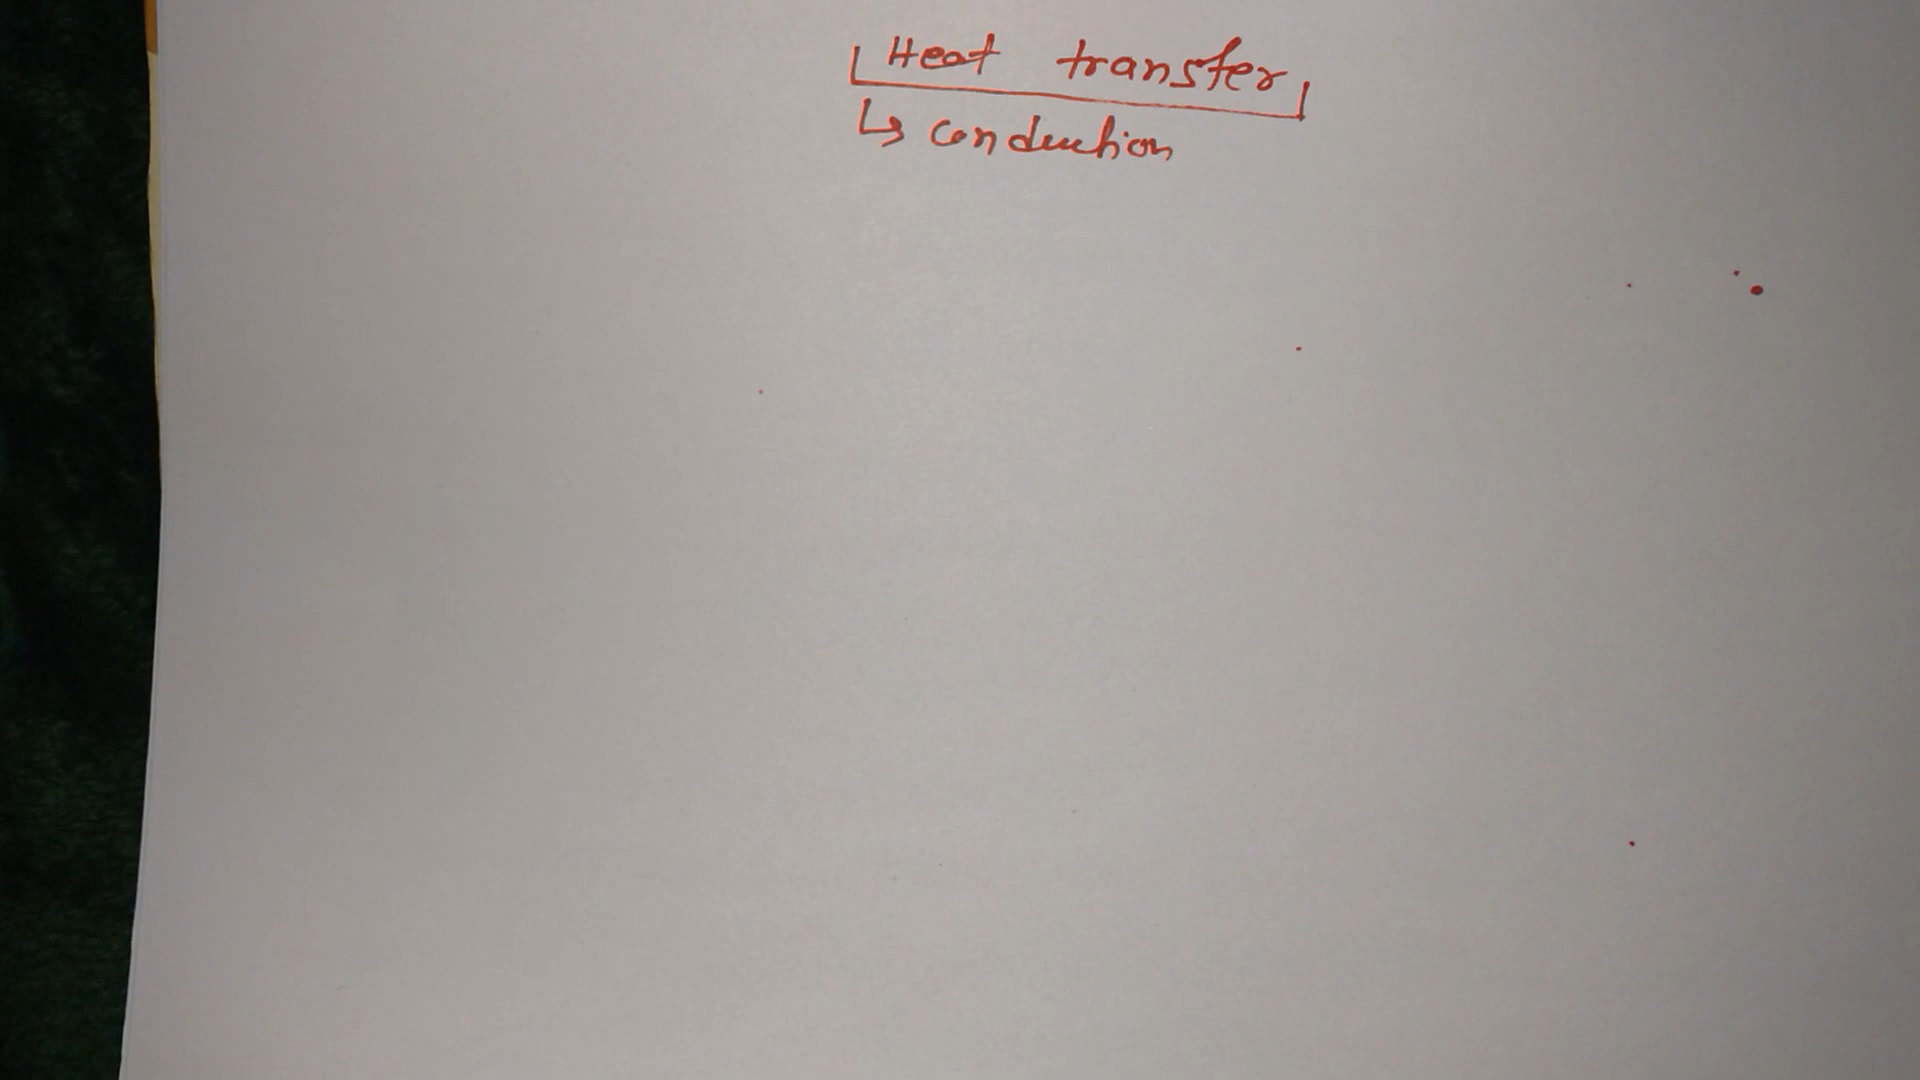 Heat transfer
↳ conduction